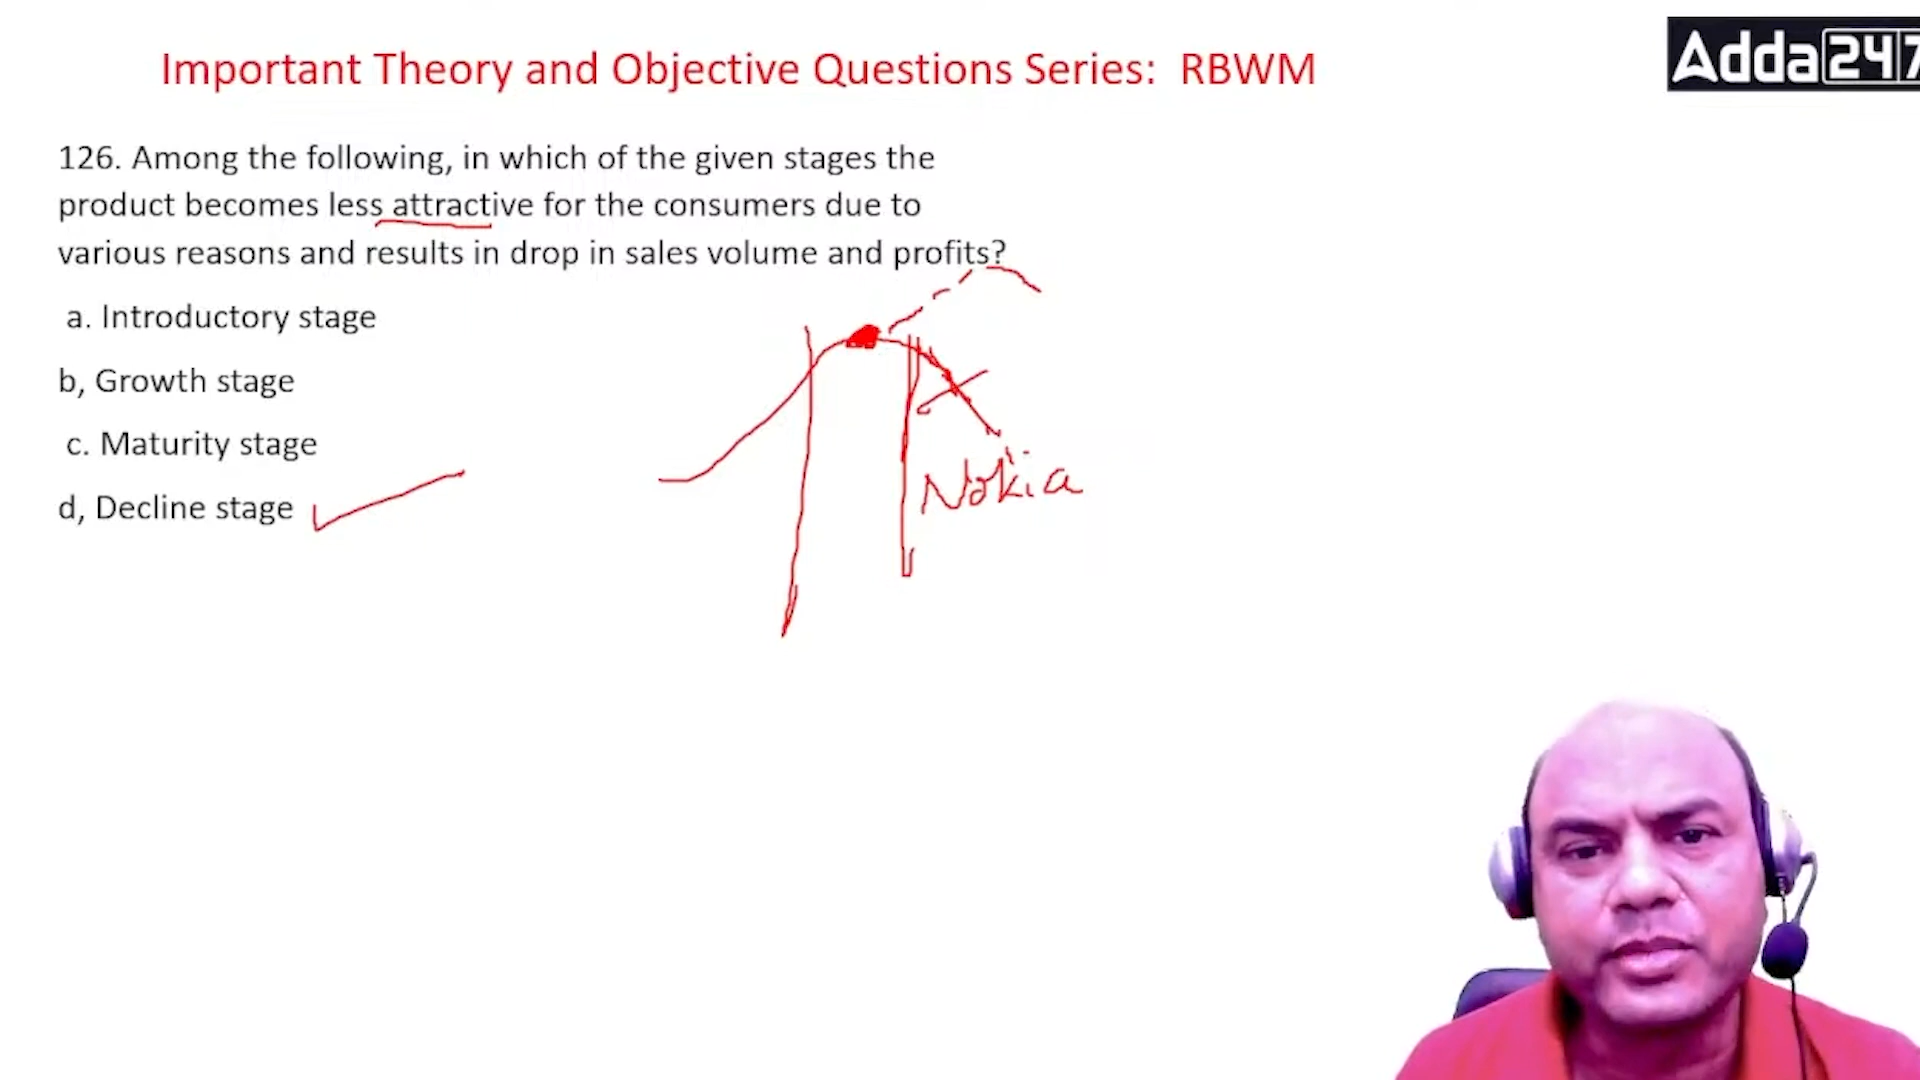 Important Theory and Objective Questions Series: RBWM
Adda247
126. Among the following, in which of the given stages the
product becomes less attractive for the consumers due to
various reasons and results in drop in sales volume and profits?
a. Introductory stage
b, Growth stage
c. Maturity stage
d, Decline stage
Nokia